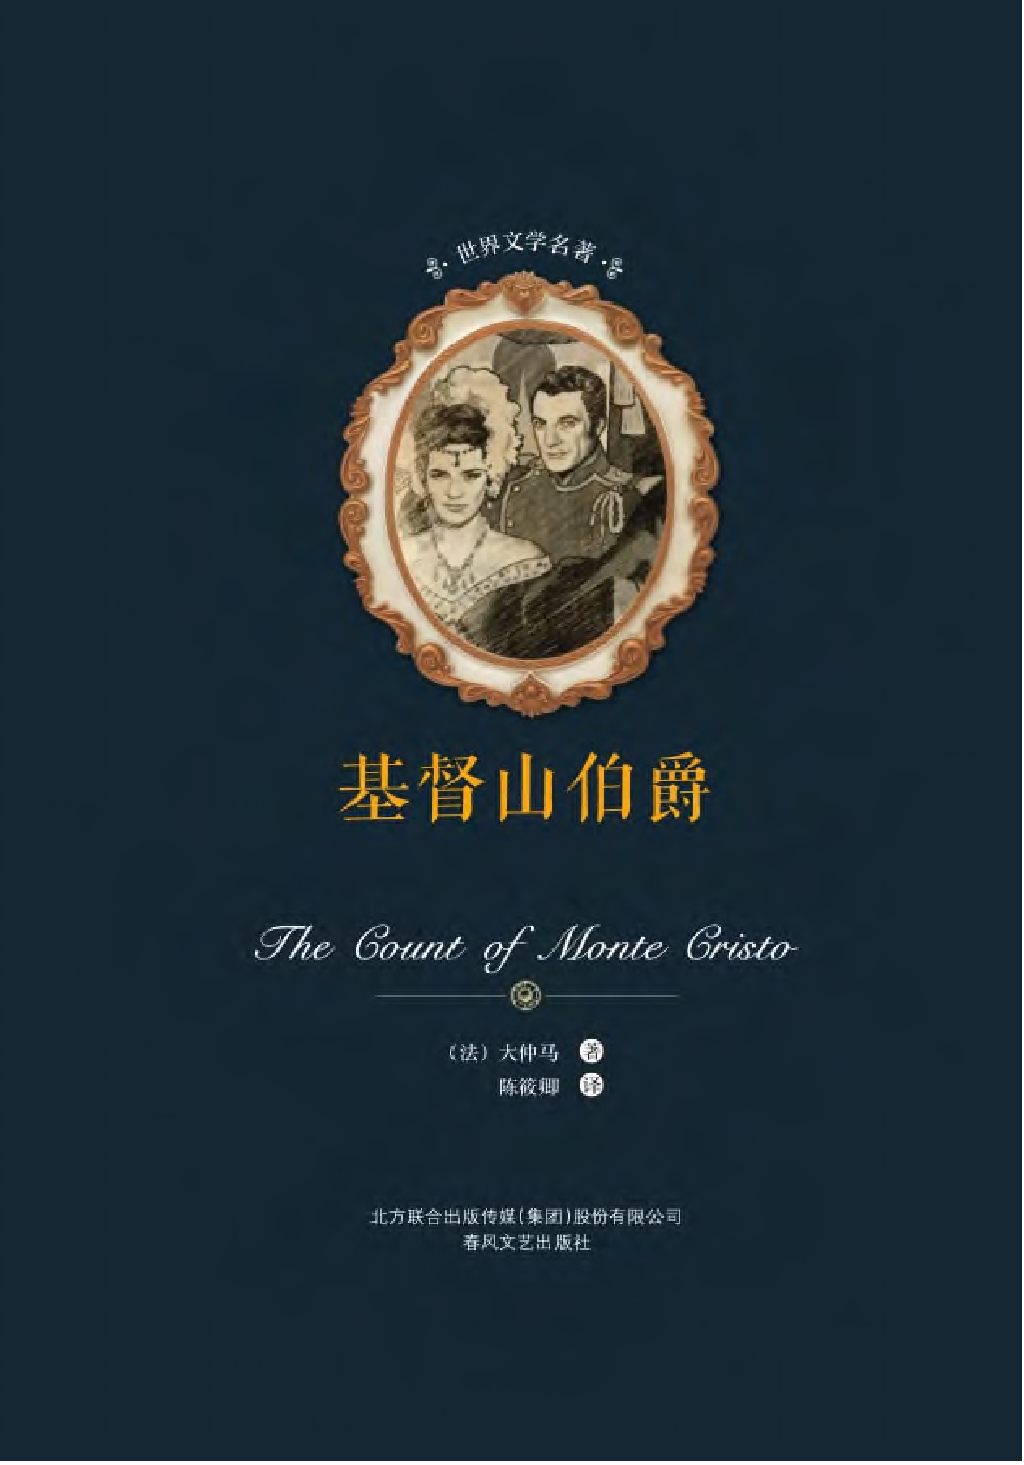 世界文学名著
基督山伯爵
The Count of Monte Cristo
〔法〕大仲马 著
陈筱卿 译
北方联合出版传媒(集团)股份有限公司
春风文艺出版社